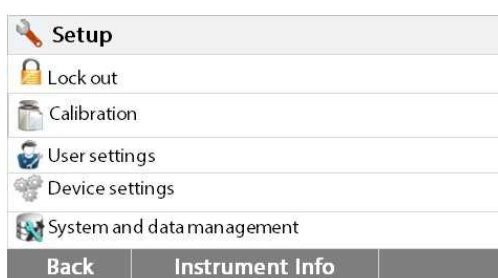 Setup
Lock out
Calibration
User settings
Device settings
System and data management
Back Instrument Info